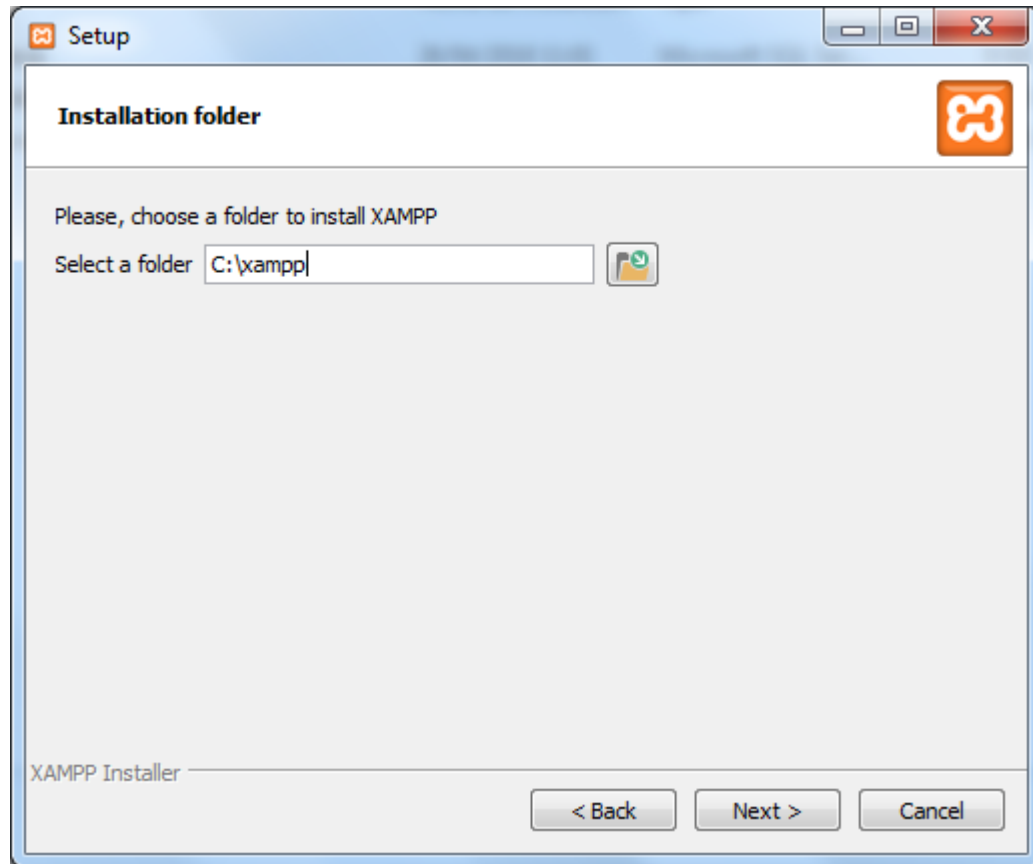 Setup
Installation folder
Please, choose a folder to install XAMPP
Select a folder C:\xampp
XAMPP Installer
< Back Next > Cancel